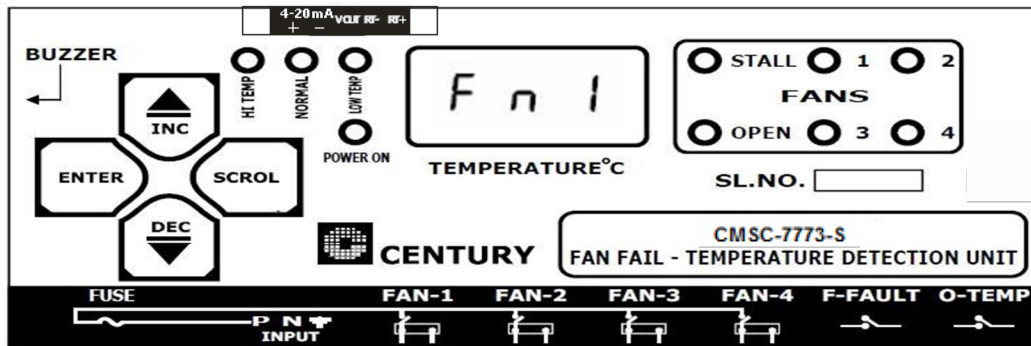 4-20mA VOUT RT- RT+
+ −
BUZZER
HI TEMP
NORMAL
LOW TEMP
POWER ON
INC
ENTER
SCROL
DEC
F n 1
TEMPERATURE°C
STALL 1 2
FANS
OPEN 3 4
SL.NO.
CENTURY
CMSC-7773-S
FAN FAIL - TEMPERATURE DETECTION UNIT
FUSE FAN-1 FAN-2 FAN-3 FAN-4 F-FAULT O-TEMP
P N
INPUT